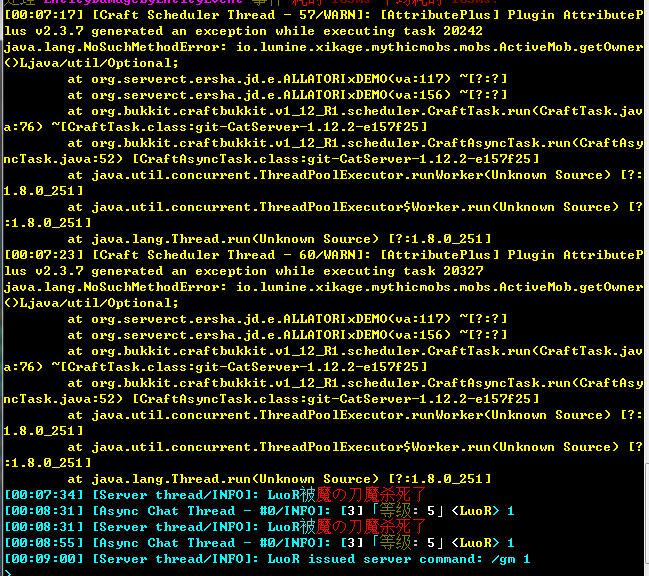 EntityDamageByEntityEvent
[00:07:17] [Craft Scheduler Thread - 57/WARN]: [AttributePlus] Plugin AttributeP
lus v2.3.7 generated an exception while executing task 20242
java.lang.NoSuchMethodError: io.lumine.xikage.mythicmobs.mobs.ActiveMob.getOwner
()Ljava/util/Optional;
at org.serverct.ersha.jd.e.ALLATORIxDEMO(va:117) ~[?:?]
at org.serverct.ersha.jd.e.ALLATORIxDEMO(va:156) ~[?:?]
at org.bukkit.craftbukkit.v1_12_R1.scheduler.CraftTask.run(CraftTask.jav
a:76) ~[CraftTask.class:git-CatServer-1.12.2-e157f25]
at org.bukkit.craftbukkit.v1_12_R1.scheduler.CraftAsyncTask.run(CraftAsy
ncTask.java:52) [CraftAsyncTask.class:git-CatServer-1.12.2-e157f25]
at java.util.concurrent.ThreadPoolExecutor.runWorker(Unknown Source) [?:
1.8.0_251]
at java.util.concurrent.ThreadPoolExecutor$Worker.run(Unknown Source) [?
:1.8.0_251]
at java.lang.Thread.run(Unknown Source) [?:1.8.0_251]
[00:07:23] [Craft Scheduler Thread - 60/WARN]: [AttributePlus] Plugin AttributeP
lus v2.3.7 generated an exception while executing task 20327
java.lang.NoSuchMethodError: io.lumine.xikage.mythicmobs.mobs.ActiveMob.getOwner
()Ljava/util/Optional;
at org.serverct.ersha.jd.e.ALLATORIxDEMO(va:117) ~[?:?]
at org.serverct.ersha.jd.e.ALLATORIxDEMO(va:156) ~[?:?]
at org.bukkit.craftbukkit.v1_12_R1.scheduler.CraftTask.run(CraftTask.jav
a:76) ~[CraftTask.class:git-CatServer-1.12.2-e157f25]
at org.bukkit.craftbukkit.v1_12_R1.scheduler.CraftAsyncTask.run(CraftAsy
ncTask.java:52) [CraftAsyncTask.class:git-CatServer-1.12.2-e157f25]
at java.util.concurrent.ThreadPoolExecutor.runWorker(Unknown Source) [?:
1.8.0_251]
at java.util.concurrent.ThreadPoolExecutor$Worker.run(Unknown Source) [?
:1.8.0_251]
at java.lang.Thread.run(Unknown Source) [?:1.8.0_251]
[00:07:34] [Server thread/INFO]: LuoR被魔の刀魔杀死了
[00:08:31] [Async Chat Thread - #0/INFO]: [3]「等级: 5」<LuoR> 1
[00:08:31] [Server thread/INFO]: LuoR被魔の刀魔杀死了
[00:08:55] [Async Chat Thread - #0/INFO]: [3]「等级: 5」<LuoR> 1
[00:09:00] [Server thread/INFO]: LuoR issued server command: /gm 1
>